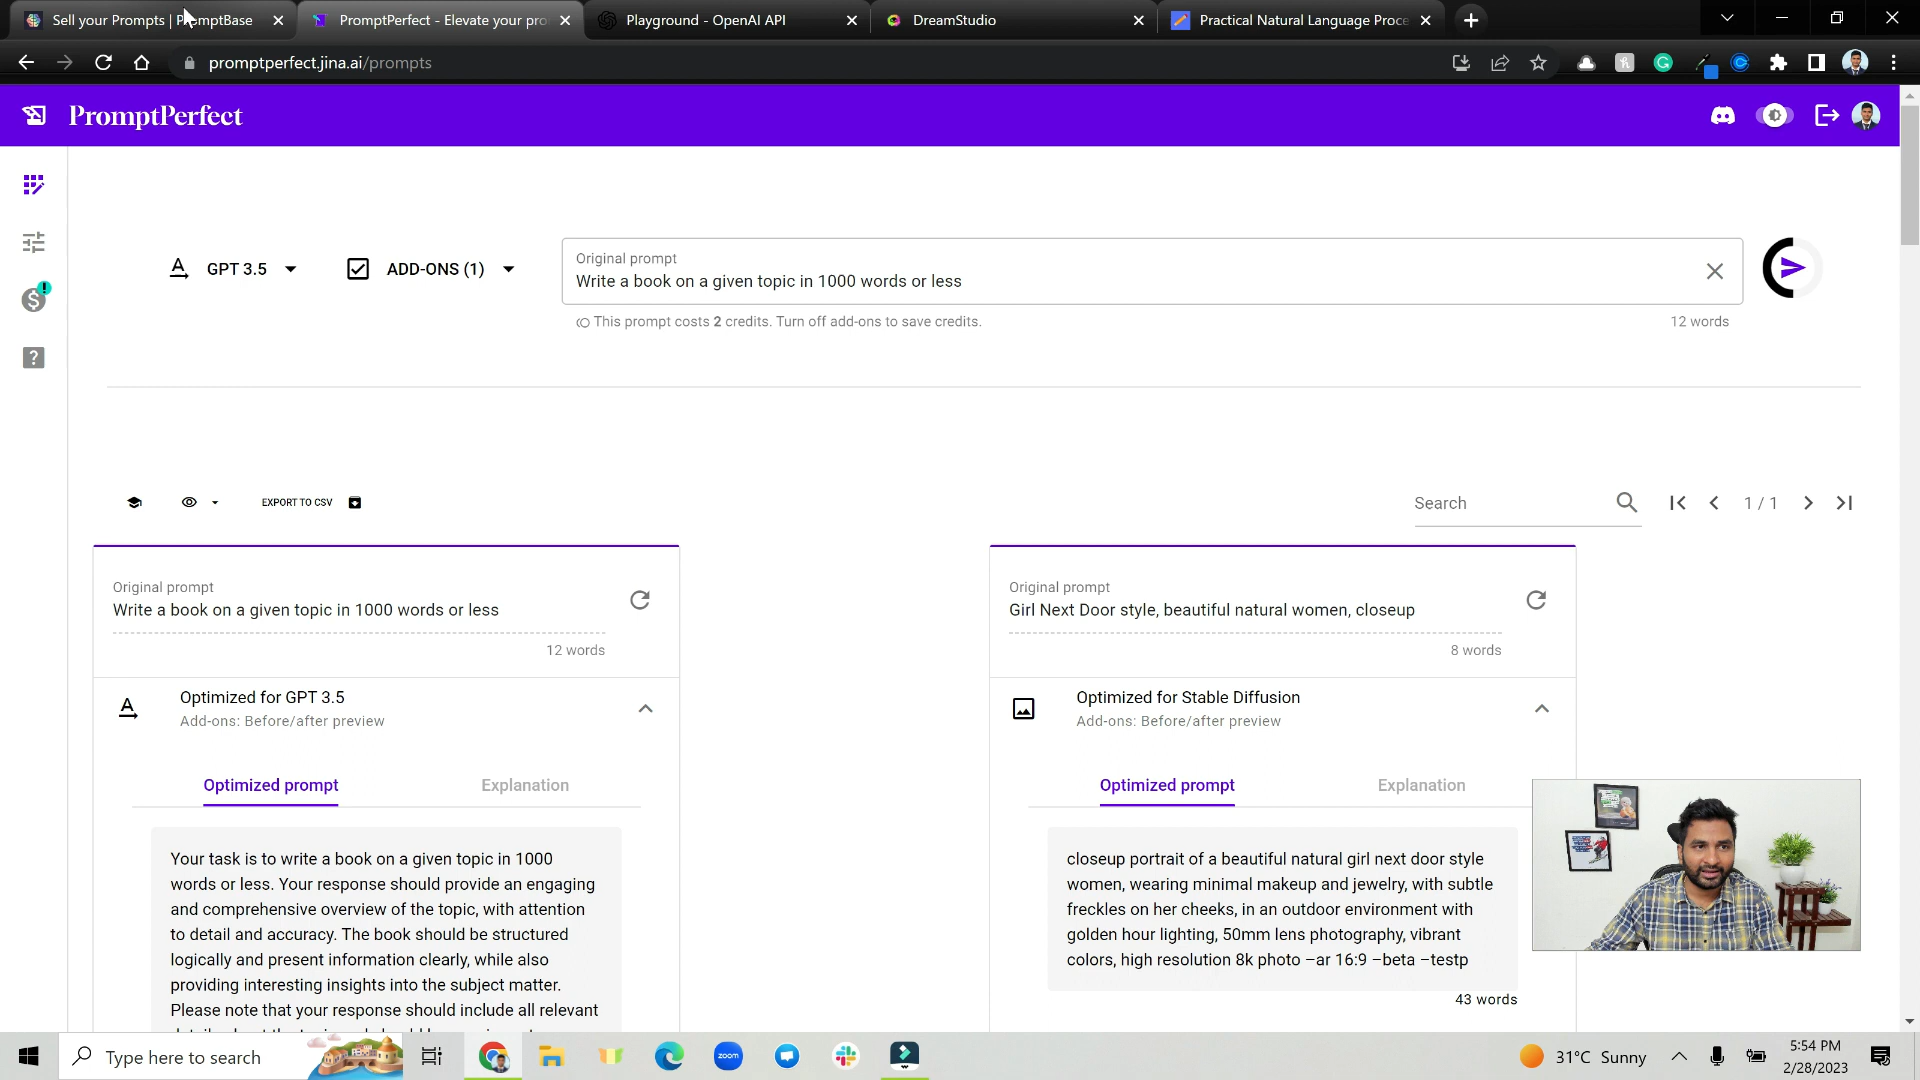 Sell your Prompts | PromptBase
PromptPerfect - Elevate your pro
Playground - OpenAI API
DreamStudio
Practical Natural Language Proce
promptperfect.jina.ai/prompts
PromptPerfect
GPT 3.5
ADD-ONS (1)
Original prompt
Write a book on a given topic in 1000 words or less
This prompt costs 2 credits. Turn off add-ons to save credits.
12 words
EXPORT TO CSV
Search
1 / 1
Original prompt
Write a book on a given topic in 1000 words or less
12 words
Optimized for GPT 3.5
Add-ons: Before/after preview
Optimized prompt
Explanation
Your task is to write a book on a given topic in 1000
words or less. Your response should provide an engaging
and comprehensive overview of the topic, with attention
to detail and accuracy. The book should be structured
logically and present information clearly, while also
providing interesting insights into the subject matter.
Please note that your response should include all relevant
Original prompt
Girl Next Door style, beautiful natural women, closeup
8 words
Optimized for Stable Diffusion
Add-ons: Before/after preview
Optimized prompt
Explanation
closeup portrait of a beautiful natural girl next door style
women, wearing minimal makeup and jewelry, with subtle
freckles on her cheeks, in an outdoor environment with
golden hour lighting, 50mm lens photography, vibrant
colors, high resolution 8k photo –ar 16:9 –beta –testp
43 words
Type here to search
zoom
31°C Sunny
5:54 PM
2/28/2023